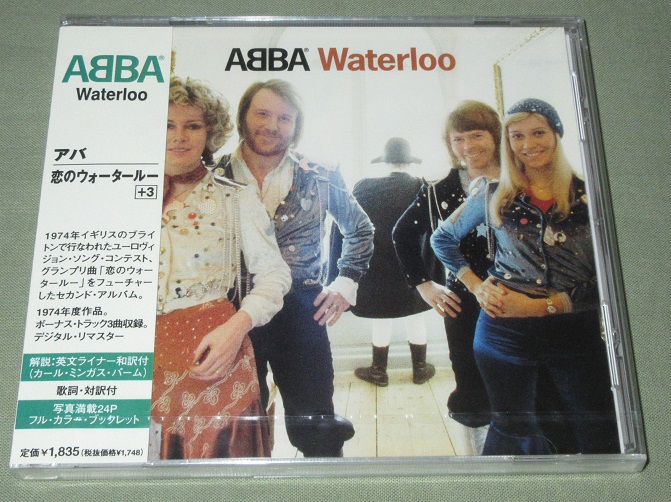 ABBA®
Waterloo
アバ
恋のウォータールー
+3
1974年イギリスのブライ
トンで行なわれたユーロヴィ
ジョン・ソング・コンテスト、
グランプリ曲「恋のウォー
タールー」をフューチャー
したセカンド・アルバム。
1974年度作品。
ボーナス・トラック3曲収録。
デジタル・リマスター
解説：英文ライナー和訳付
(カール・ミンガス・バーム)
歌詞・対訳付
写真満載24P
フル・カラー・ブックレット
定価￥1,835(税抜価格￥1,748)
ABBA® Waterloo